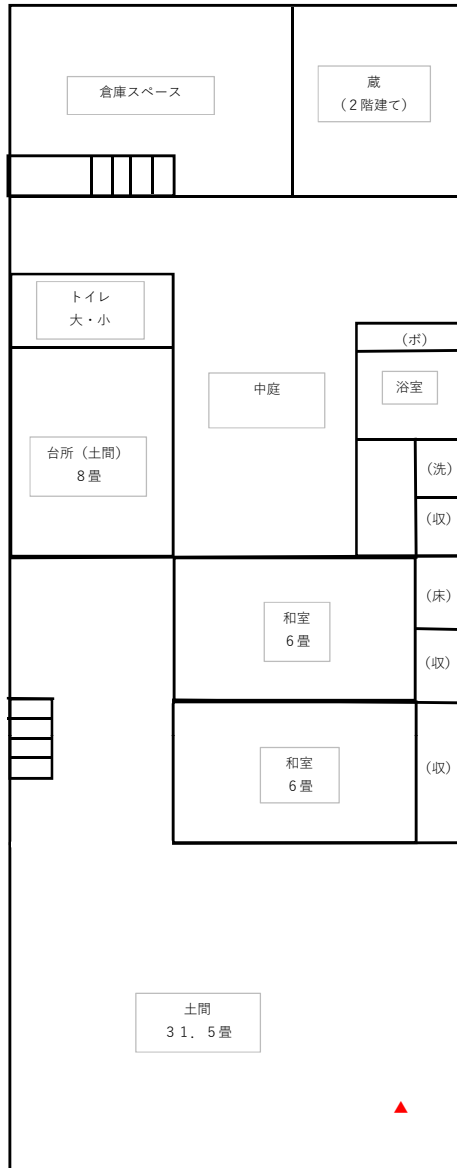 倉庫スペース
蔵
（２階建て）
トイレ
大・小
（ボ）
中庭
浴室
台所（土間）
８畳
（洗）
（収）
和室
６畳
（床）
（収）
和室
６畳
（収）
土間
３１．５畳